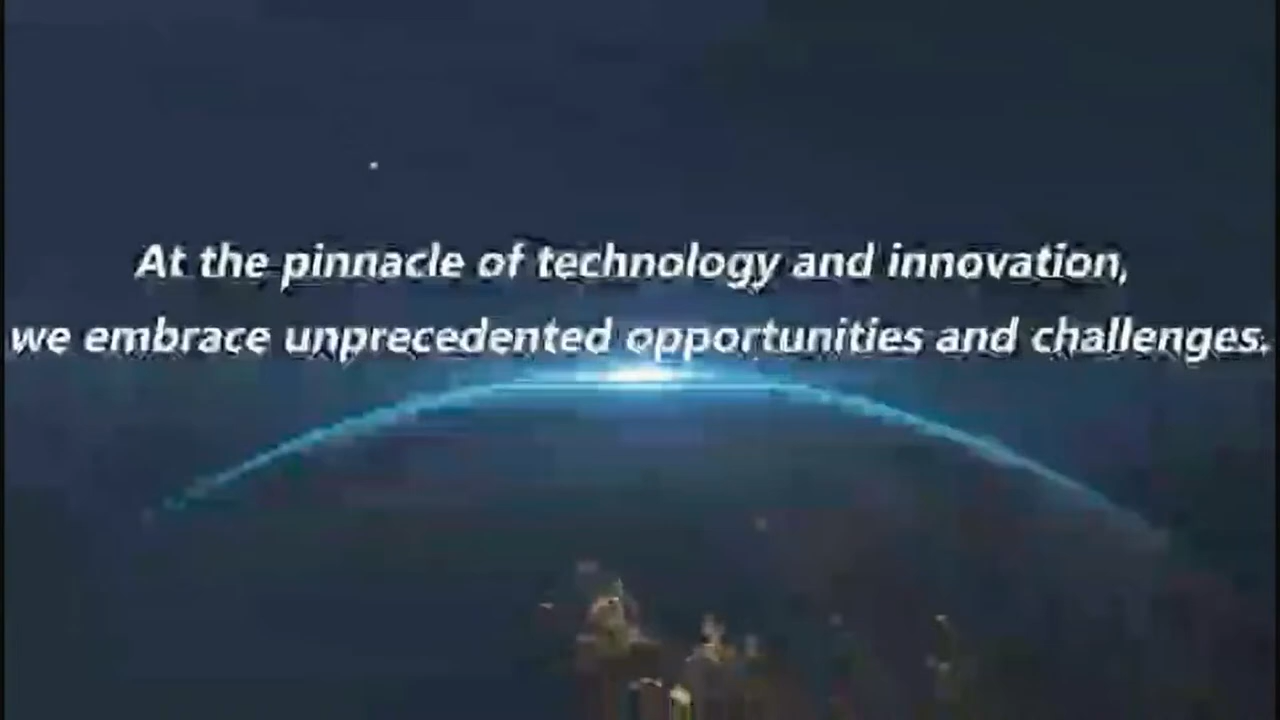 At the pinnacle of technology and innovation,
we embrace unprecedented opportunities and challenges.